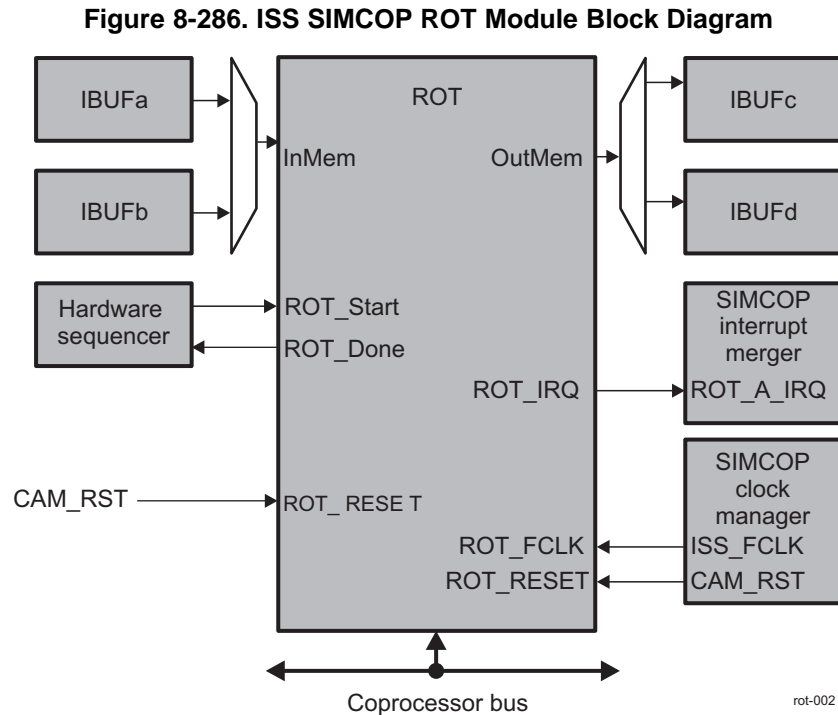 Figure 8-286. ISS SIMCOP ROT Module Block Diagram
IBUFa
ROT
IBUFc
InMem
OutMem
IBUFb
IBUFd
Hardware
sequencer
ROT_Start
ROT_Done
SIMCOP
interrupt
merger
ROT_IRQ
ROT_A_IRQ
CAM_RST
ROT_ RESE T
SIMCOP
clock
manager
ROT_FCLK
ISS_FCLK
ROT_RESET
CAM_RST
Coprocessor bus
rot-002